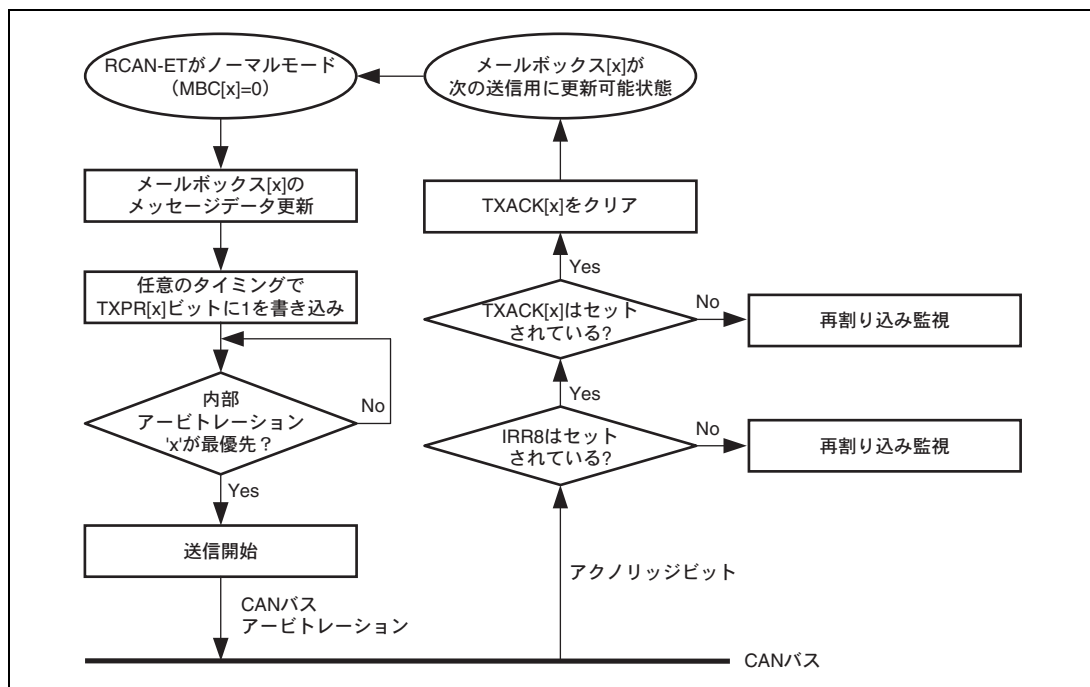 RCAN-ETがノーマルモード
（MBC[x]=0）
メールボックス[x]の
メッセージデータ更新
任意のタイミングで
TXPR[x]ビットに1を書き込み
内部
アービトレーション
'x'が最優先？
No
Yes
送信開始
CANバス
アービトレーション
メールボックス[x]が
次の送信用に更新可能状態
TXACK[x]をクリア
Yes
TXACK[x]はセット
されている?
No
再割り込み監視
Yes
IRR8はセット
されている?
No
再割り込み監視
アクノリッジビット
CANバス